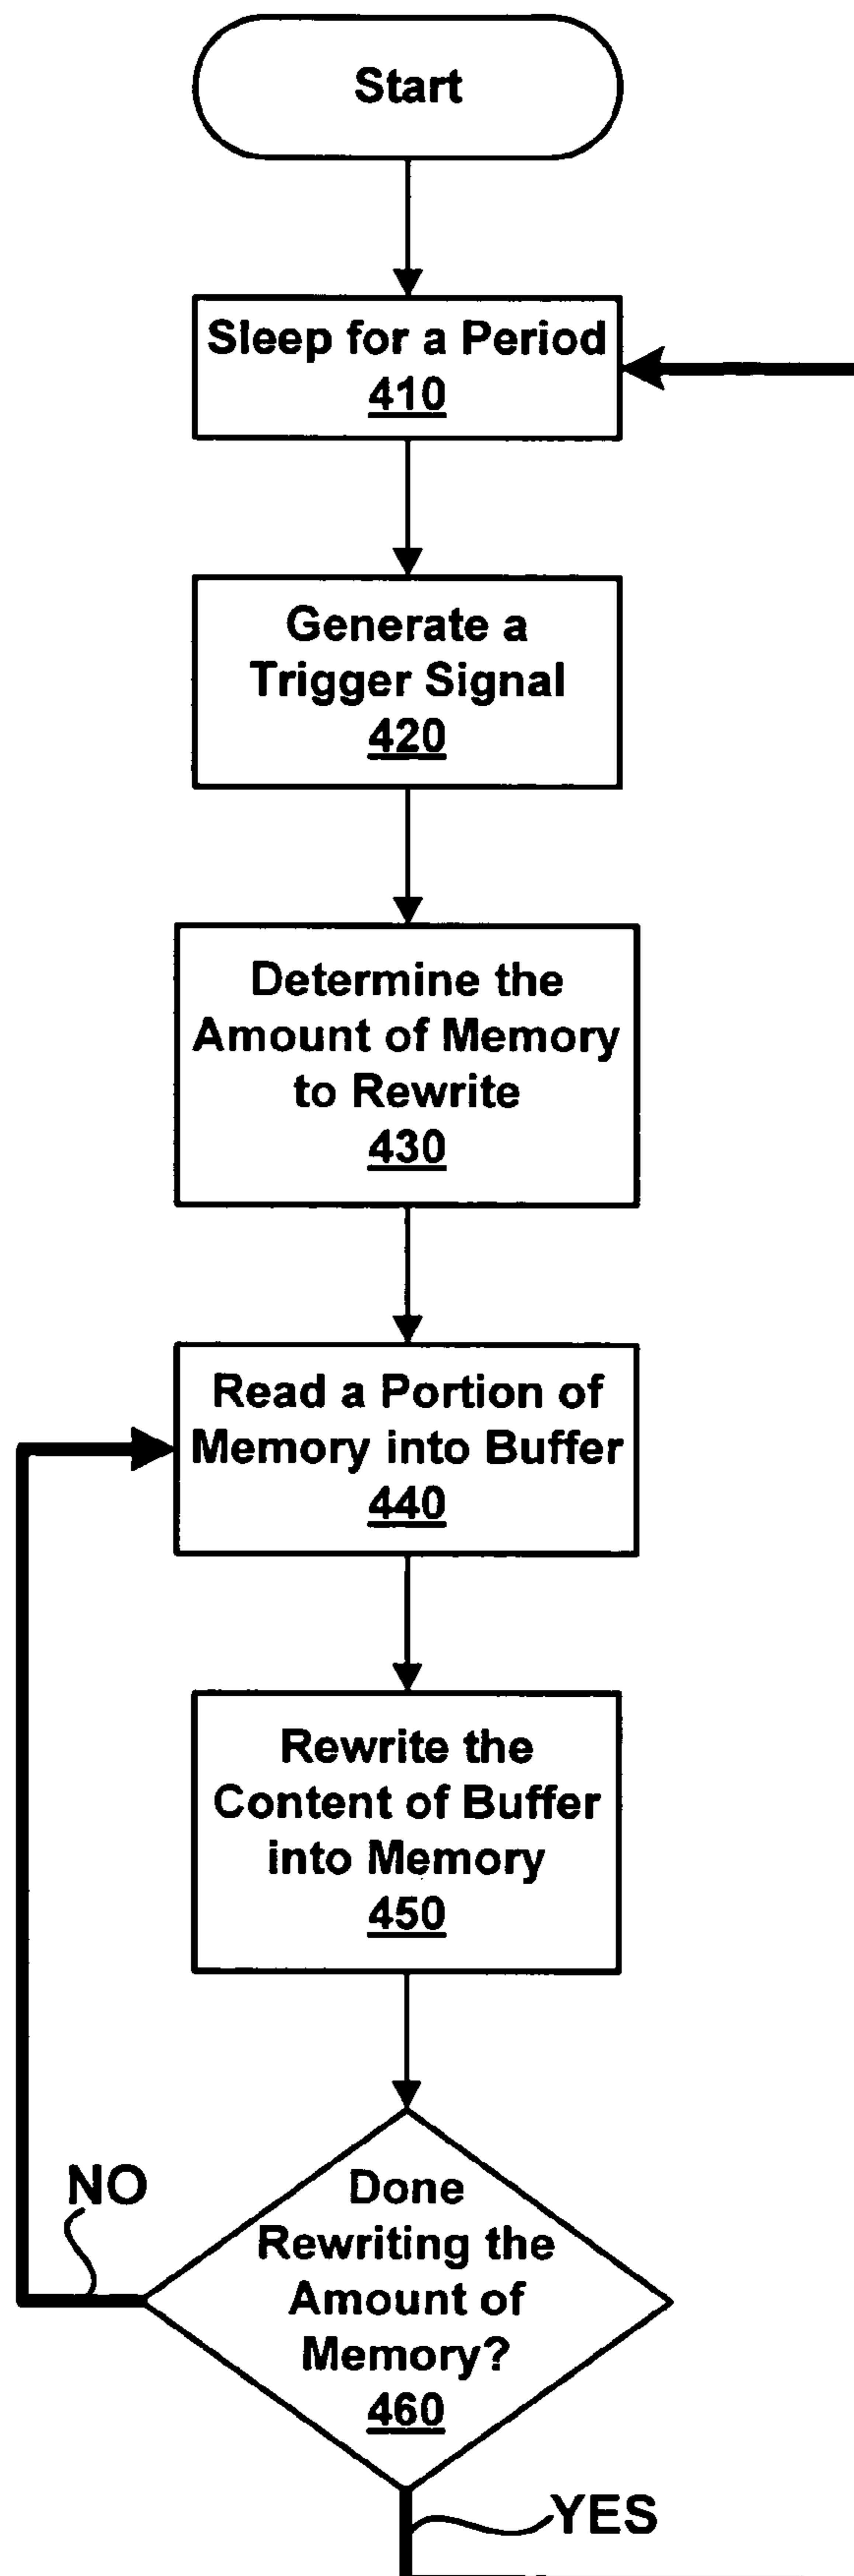 Start
Sleep for a Period
410
Generate a
Trigger Signal
420
Determine the
Amount of Memory
to Rewrite
430
Read a Portion of
Memory into Buffer
440
Rewrite the
Content of Buffer
into Memory
450
NO
Done
Rewriting the
Amount of
Memory?
460
YES